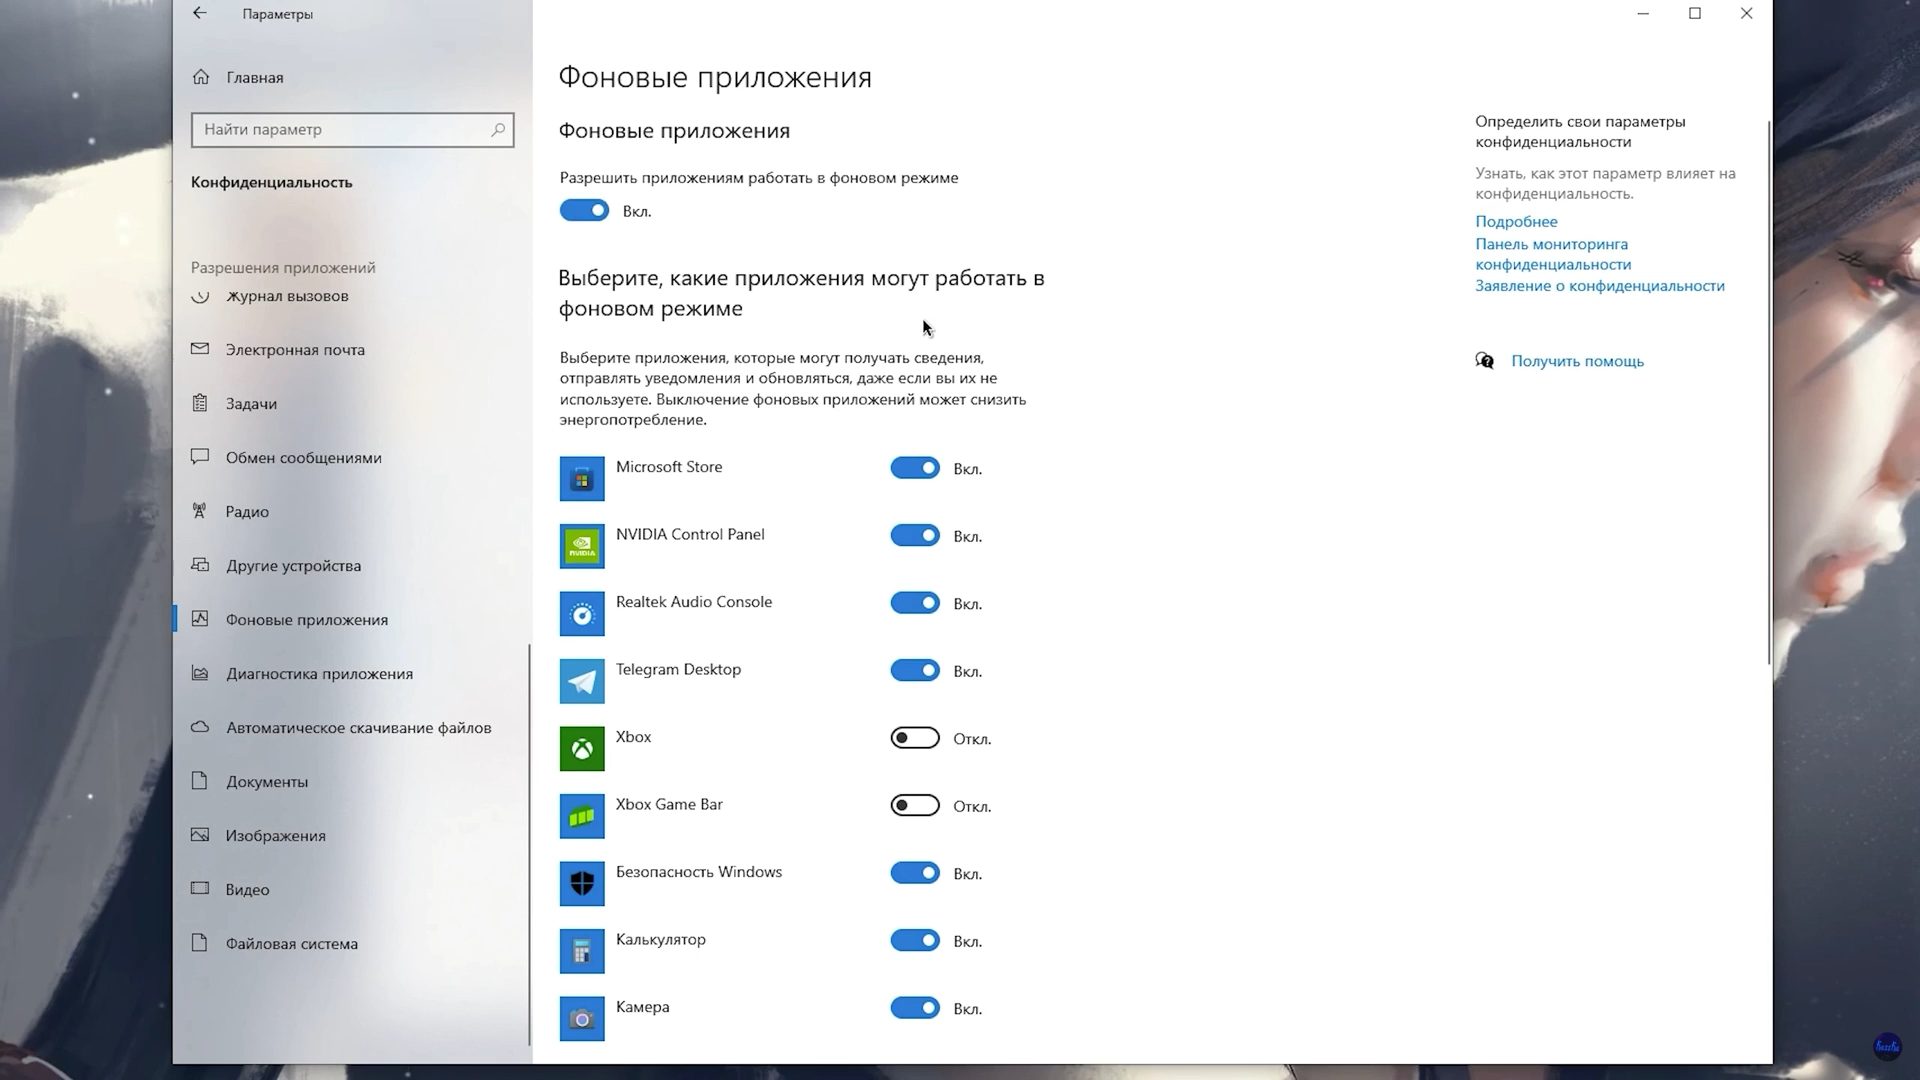 Параметры
Главная
Найти параметр
Конфиденциальность
Разрешения приложений
Журнал вызовов
Электронная почта
Задачи
Обмен сообщениями
Радио
Другие устройства
Фоновые приложения
Диагностика приложения
Автоматическое скачивание файлов
Документы
Изображения
Видео
Файловая система
Фоновые приложения
Фоновые приложения
Разрешить приложениям работать в фоновом режиме
Вкл.
Выберите, какие приложения могут работать в
фоновом режиме
Выберите приложения, которые могут получать сведения,
отправлять уведомления и обновляться, даже если вы их не
используете. Выключение фоновых приложений может снизить
энергопотребление.
Microsoft Store Вкл.
NVIDIA Control Panel Вкл.
NVIDIA
Realtek Audio Console Вкл.
Telegram Desktop Вкл.
Xbox Откл.
Xbox Game Bar Откл.
Безопасность Windows Вкл.
Калькулятор Вкл.
Камера Вкл.
Определить свои параметры
конфиденциальности
Узнать, как этот параметр влияет на
конфиденциальность.
Подробнее
Панель мониторинга
конфиденциальности
Заявление о конфиденциальности
Получить помощь